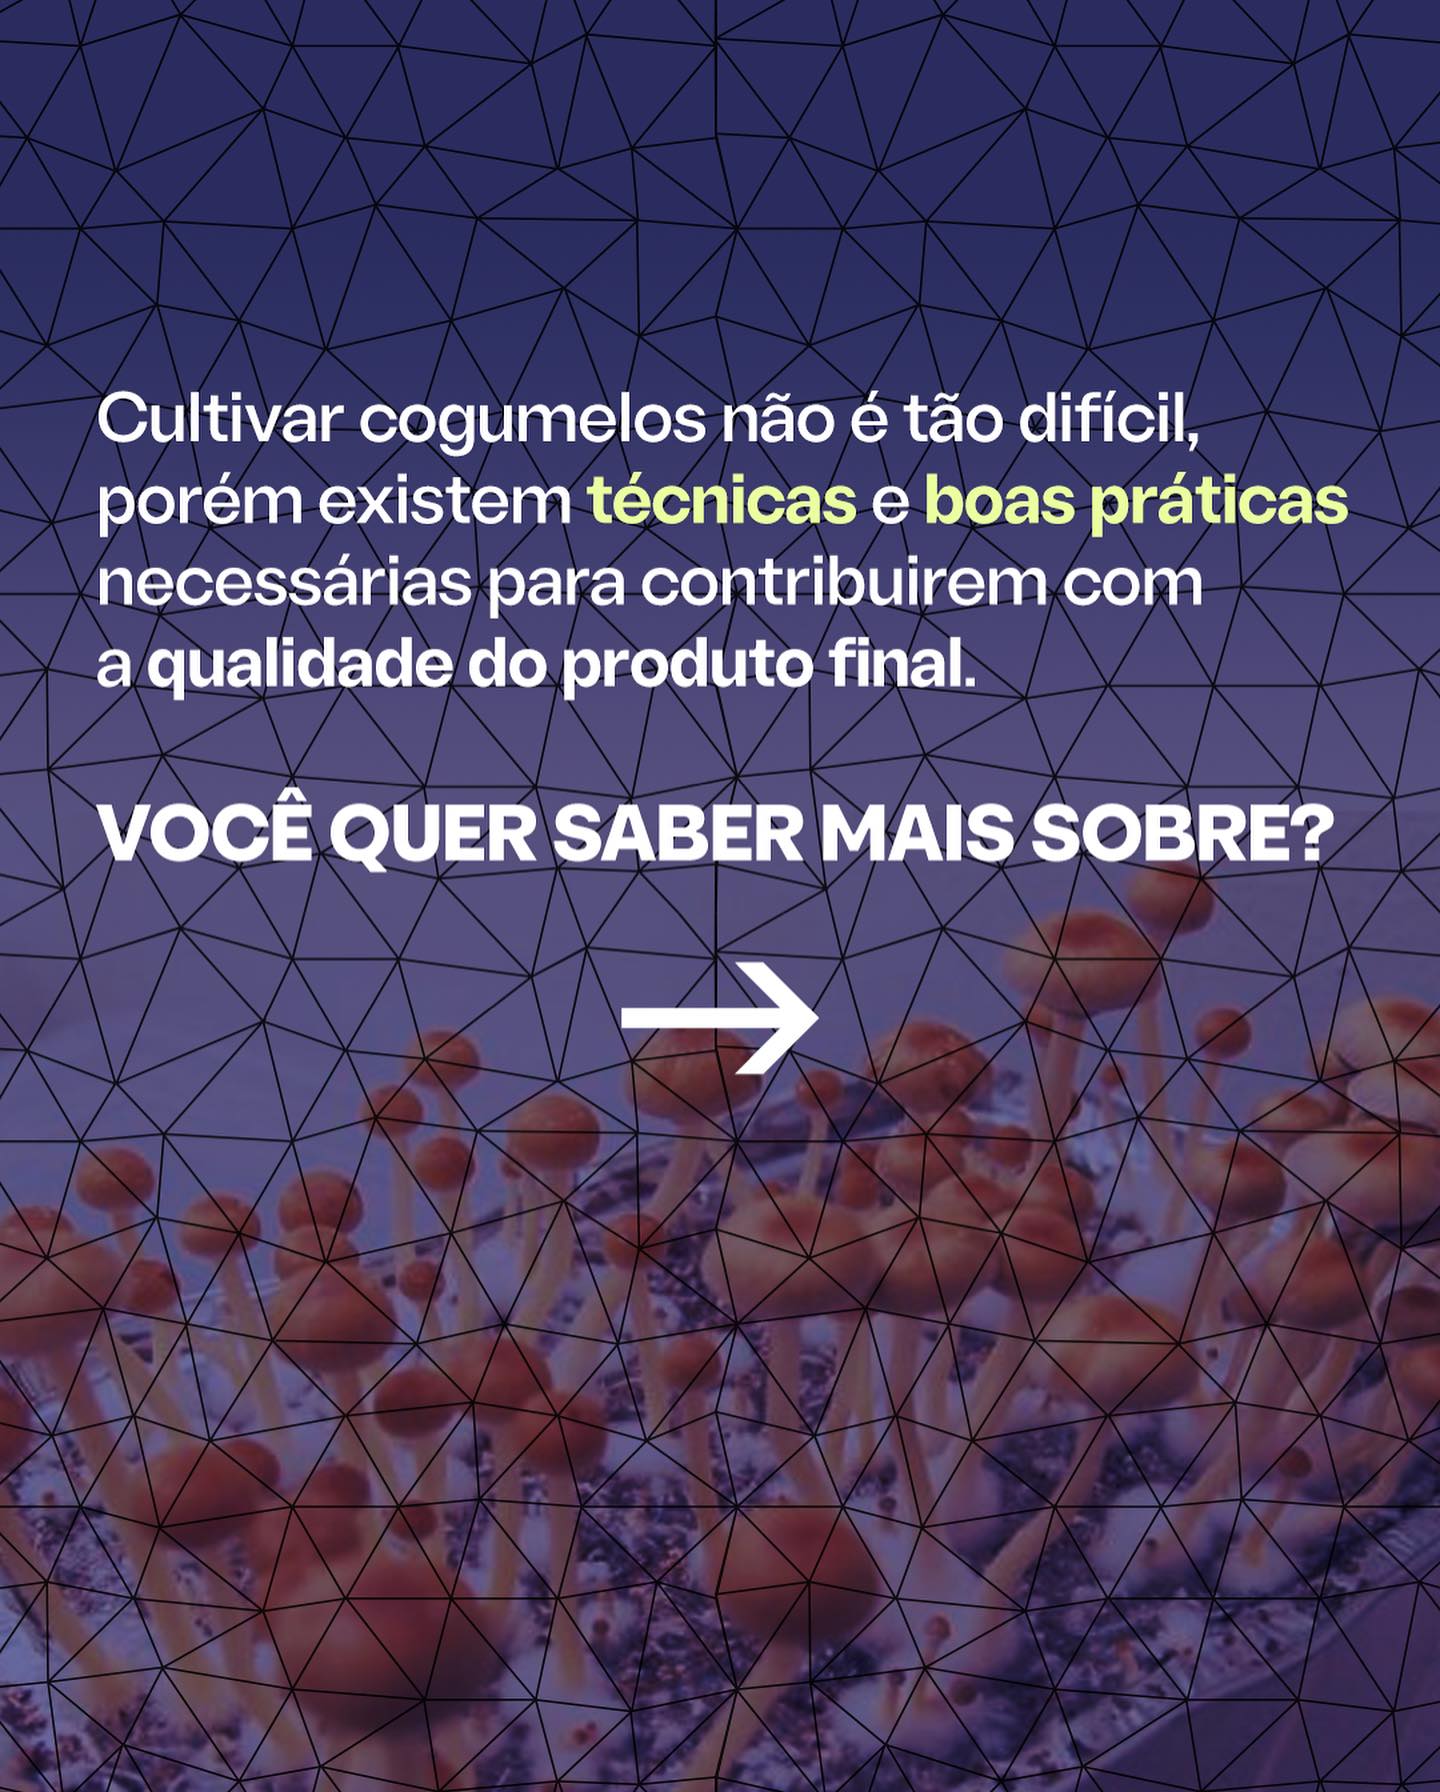 Cultivar cogumelos não é tão difícil,
porém existem técnicas e boas práticas
necessárias para contribuirem com
a qualidade do produto final.
VOCÊ QUER SABER MAIS SOBRE?